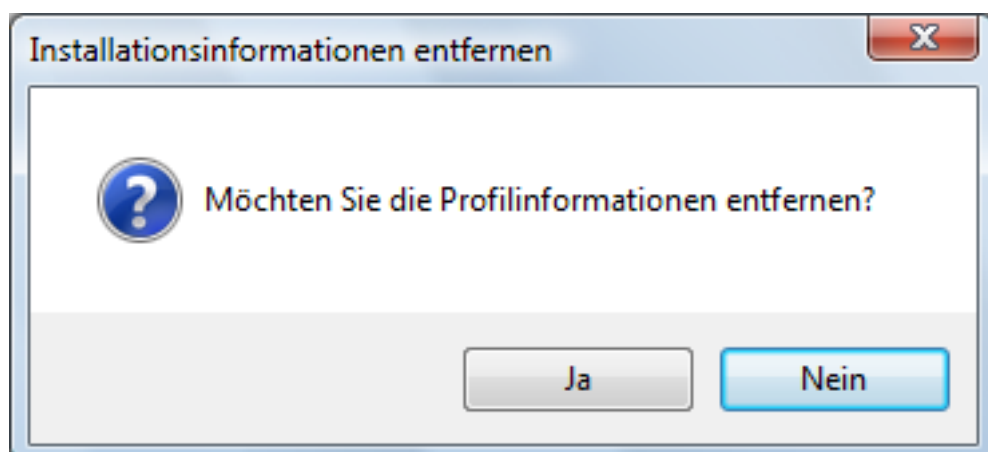 Installationsinformationen entfernen
Möchten Sie die Profilinformationen entfernen?
Ja
Nein